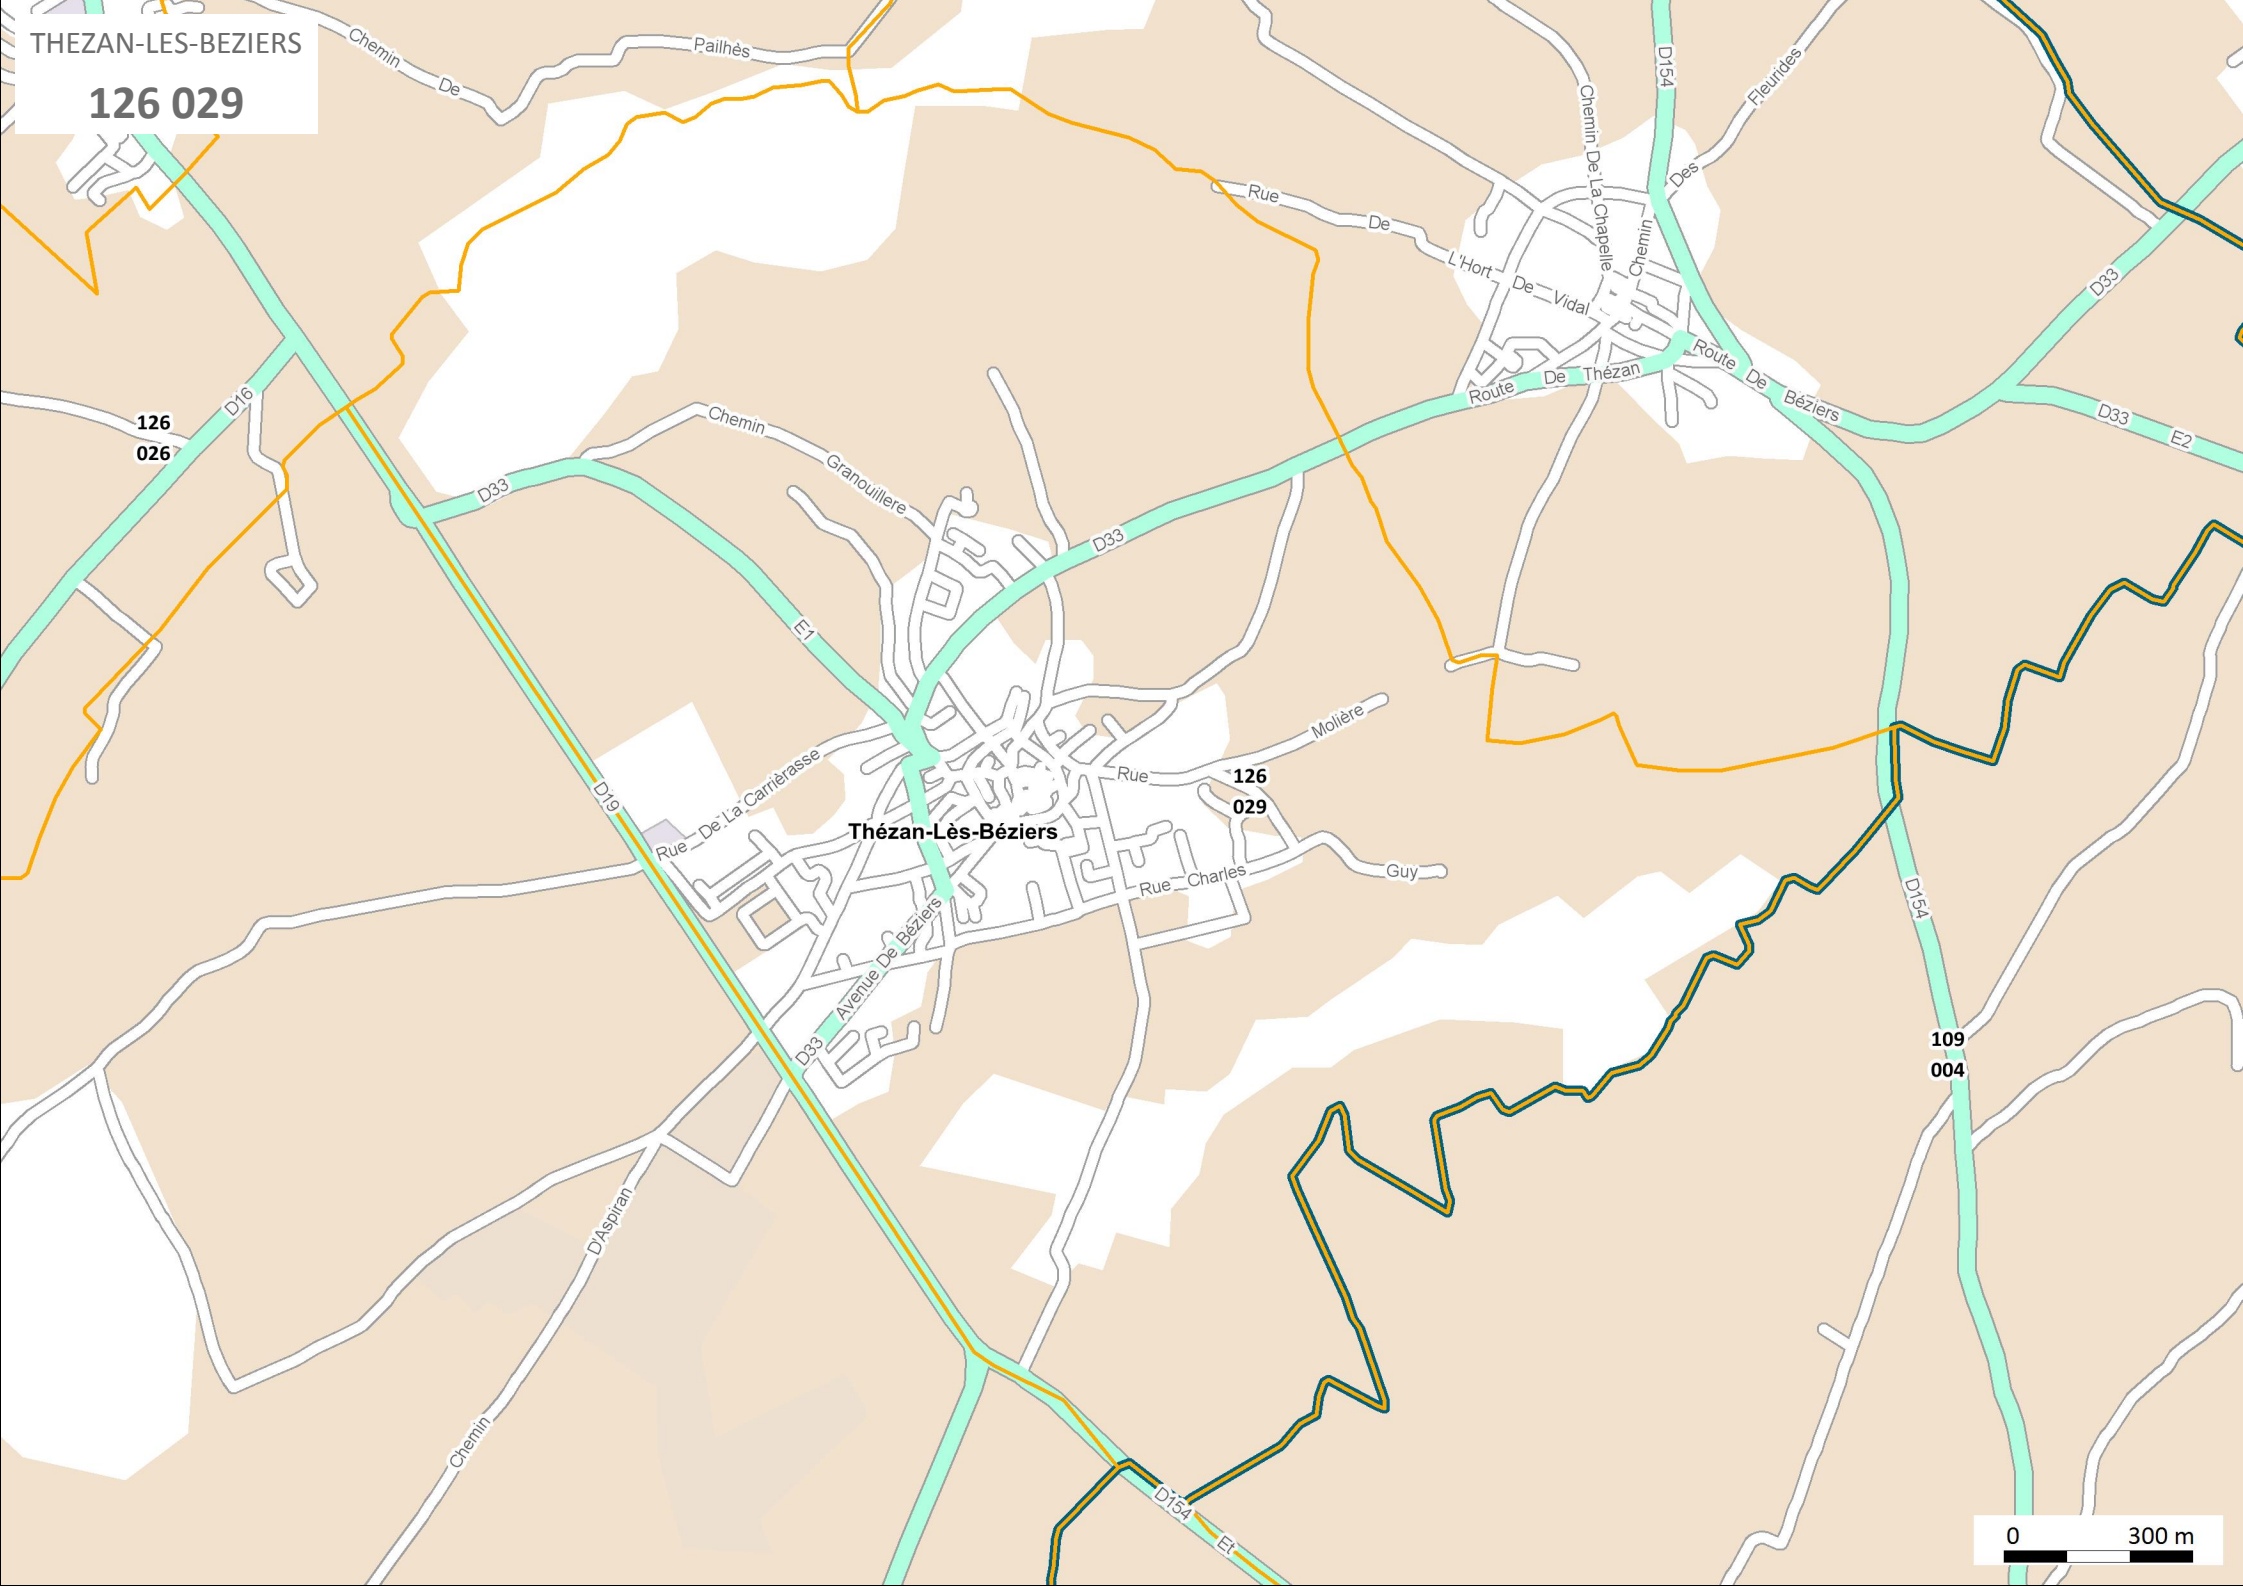 THEZAN-LES-BEZIERS
126 029
Chemin De
Pailhès
D154
Fleurides
Des
Chemin
Chemin De La Chapelle
Rue De
L'Hort De Vidal
D33
D16
126
026
Route De Thézan
Route De Béziers
D33 E2
Chemin
Granouillere
D33
D33
E1
Molière
Rue
126
029
D19
Rue De La Carrièrasse
Thézan-Lès-Béziers
Rue Charles
Guy
D154
Avenue De Béziers
D33
109
004
D'Aspiran
Chemin
D154
Et
0 300 m